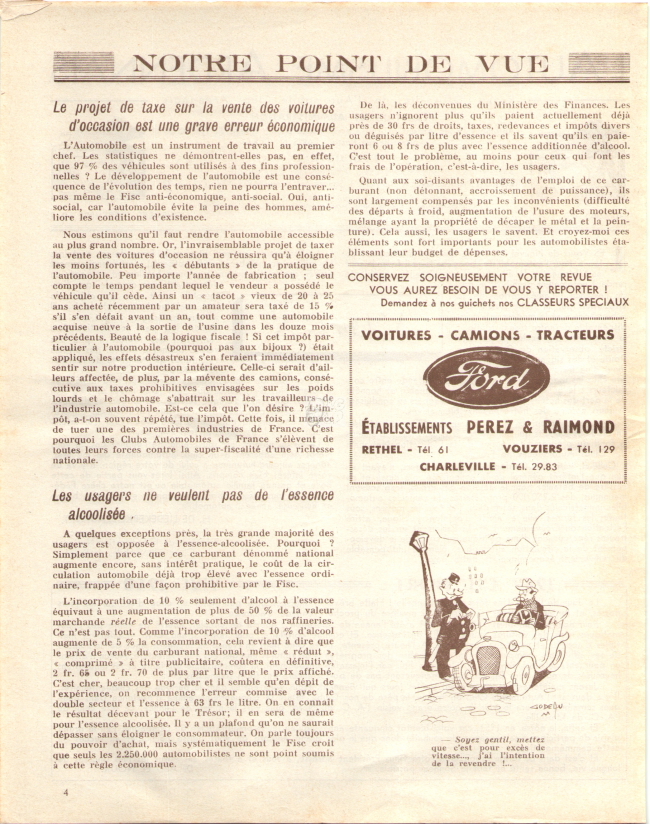 NOTRE POINT DE VUE
Le projet de taxe sur la vente des voitures
d'occasion est une grave erreur économique
L'Automobile est un instrument de travail au premier
chef. Les statistiques ne démontrent-elles pas, en effet,
que 97 % des véhicules sont utilisés à des fins profession-
nelles ? Le développement de l'automobile est une consé-
quence de l'évolution des temps, rien ne pourra l'entraver...
pas même le Fisc anti-économique, anti-social. Oui, anti-
social, car l'automobile évite la peine des hommes, amé-
liore les conditions d'existence.
Nous estimons qu'il faut rendre l'automobile accessible
au plus grand nombre. Or, l'invraisemblable projet de taxer
la vente des voitures d'occasion ne réussira qu'à éloigner
les moins fortunés, les « débutants » de la pratique de
l'automobile. Peu importe l'année de fabrication ; seul
compte le temps pendant lequel le vendeur a possédé le
véhicule qu'il cède. Ainsi un « tacot » vieux de 20 à 25
ans acheté récemment par un amateur sera taxé de 15 %
s'il s'en défait avant un an, tout comme une automobile
acquise neuve à la sortie de l'usine dans les douze mois
précédents. Beauté de la logique fiscale ! Si cet impôt par-
ticulier à l'automobile (pourquoi pas aux bijoux ?) était
appliqué, les effets désastreux s'en feraient immédiatement
sentir sur notre production intérieure. Celle-ci serait d'ail-
leurs affectée, de plus, par la mévente des camions, consé-
cutive aux taxes prohibitives envisagées sur les poids
lourds et le chômage s'abattrait sur les travailleurs de
l'industrie automobile. Est-ce cela que l'on désire ? L'im-
pôt, a-t-on souvent répété, tue l'impôt. Cette fois, il menace
de tuer une des premières industries de France. C'est
pourquoi les Clubs Automobiles de France s'élèvent de
toutes leurs forces contre la super-fiscalité d'une richesse
nationale.
Les usagers ne veulent pas de l'essence
alcoolisée .
A quelques exceptions près, la très grande majorité des
usagers est opposée à l'essence-alcoolisée. Pourquoi ?
Simplement parce que ce carburant dénommé national
augmente encore, sans intérêt pratique, le coût de la cir-
culation automobile déjà trop élevé avec l'essence ordi-
naire, frappée d'une façon prohibitive par le Fisc.
L'incorporation de 10 % seulement d'alcool à l'essence
équivaut à une augmentation de plus de 50 % de la valeur
marchande réelle de l'essence sortant de nos raffineries.
Ce n'est pas tout. Comme l'incorporation de 10 % d'alcool
augmente de 5 % la consommation, cela revient à dire que
le prix de vente du carburant national, même « réduit »,
« comprimé » à titre publicitaire, coûtera en définitive,
2 fr. 65 ou 2 fr. 70 de plus par litre que le prix affiché.
C'est cher, beaucoup trop cher et il semble qu'en dépit de
l'expérience, on recommence l'erreur commise avec le
double secteur et l'essence à 63 frs le litre. On en connaît
le résultat décevant pour le Trésor; il en sera de même
pour l'essence alcoolisée. Il y a un plafond qu'on ne saurait
dépasser sans éloigner le consommateur. On parle toujours
du pouvoir d'achat, mais systématiquement le Fisc croit
que seuls les 2.250.000 automobilistes ne sont point soumis
à cette règle économique.
De là, les déconvenues du Ministère des Finances. Les
usagers n'ignorent plus qu'ils paient actuellement déjà
près de 30 frs de droits, taxes, redevances et impôts divers
ou déguisés par litre d'essence et ils savent qu'ils en paie-
ront 6 ou 8 frs de plus avec l'essence additionnée d'alcool.
C'est tout le problème, au moins pour ceux qui font les
frais de l'opération, c'est-à-dire, les usagers.
Quant aux soi-disants avantages de l'emploi de ce car-
burant (non détonnant, accroissement de puissance), ils
sont largement compensés par les inconvénients (difficulté
des départs à froid, augmentation de l'usure des moteurs,
mélange ayant la propriété de décaper le métal et la pein-
ture). Cela aussi, les usagers le savent. Et croyez-moi ces
éléments sont fort importants pour les automobilistes éta-
blissant leur budget de dépenses.
CONSERVEZ SOIGNEUSEMENT VOTRE REVUE
VOUS AUREZ BESOIN DE VOUS Y REPORTER !
Demandez à nos guichets nos CLASSEURS SPECIAUX
VOITURES - CAMIONS - TRACTEURS
Ford
ÉTABLISSEMENTS PEREZ & RAIMOND
RETHEL - Tél 61 VOUZIERS - Tél. 129
CHARLEVILLE - Tél. 29.83
— Soyez gentil, mettez
que c'est pour excès de
vitesse..., j'ai l'intention
de la revendre !...
4